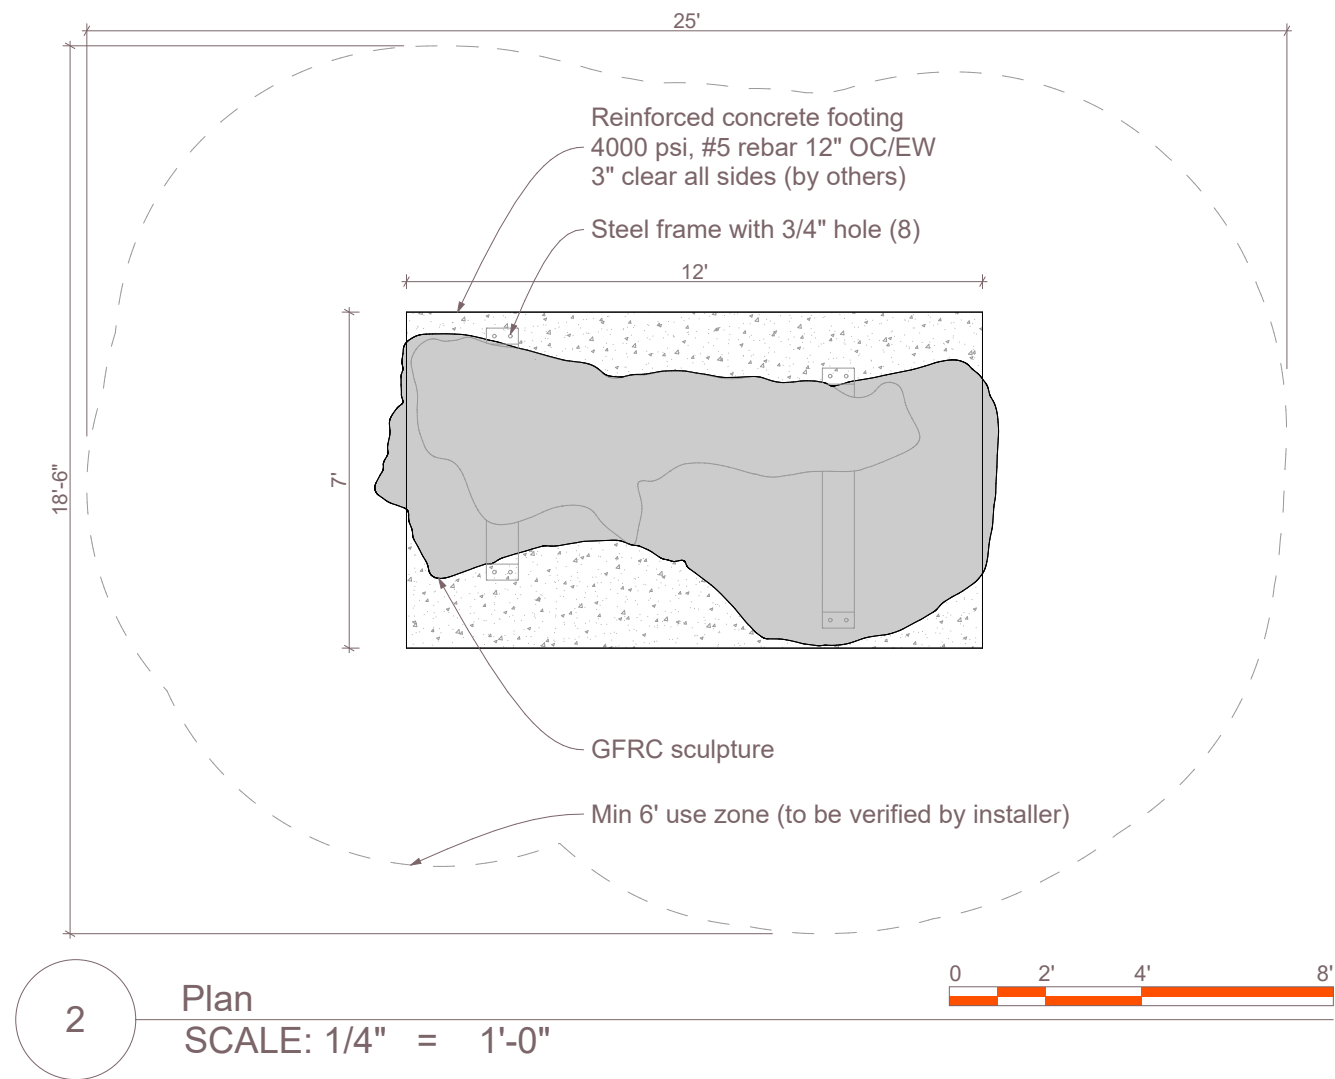 25'
Reinforced concrete footing
4000 psi, #5 rebar 12" OC/EW
3" clear all sides (by others)
Steel frame with 3/4" hole (8)
12'
18'-6"
7'
GFRC sculpture
Min 6' use zone (to be verified by installer)
0 2' 4' 8'
2
Plan
SCALE: 1/4" = 1'-0"